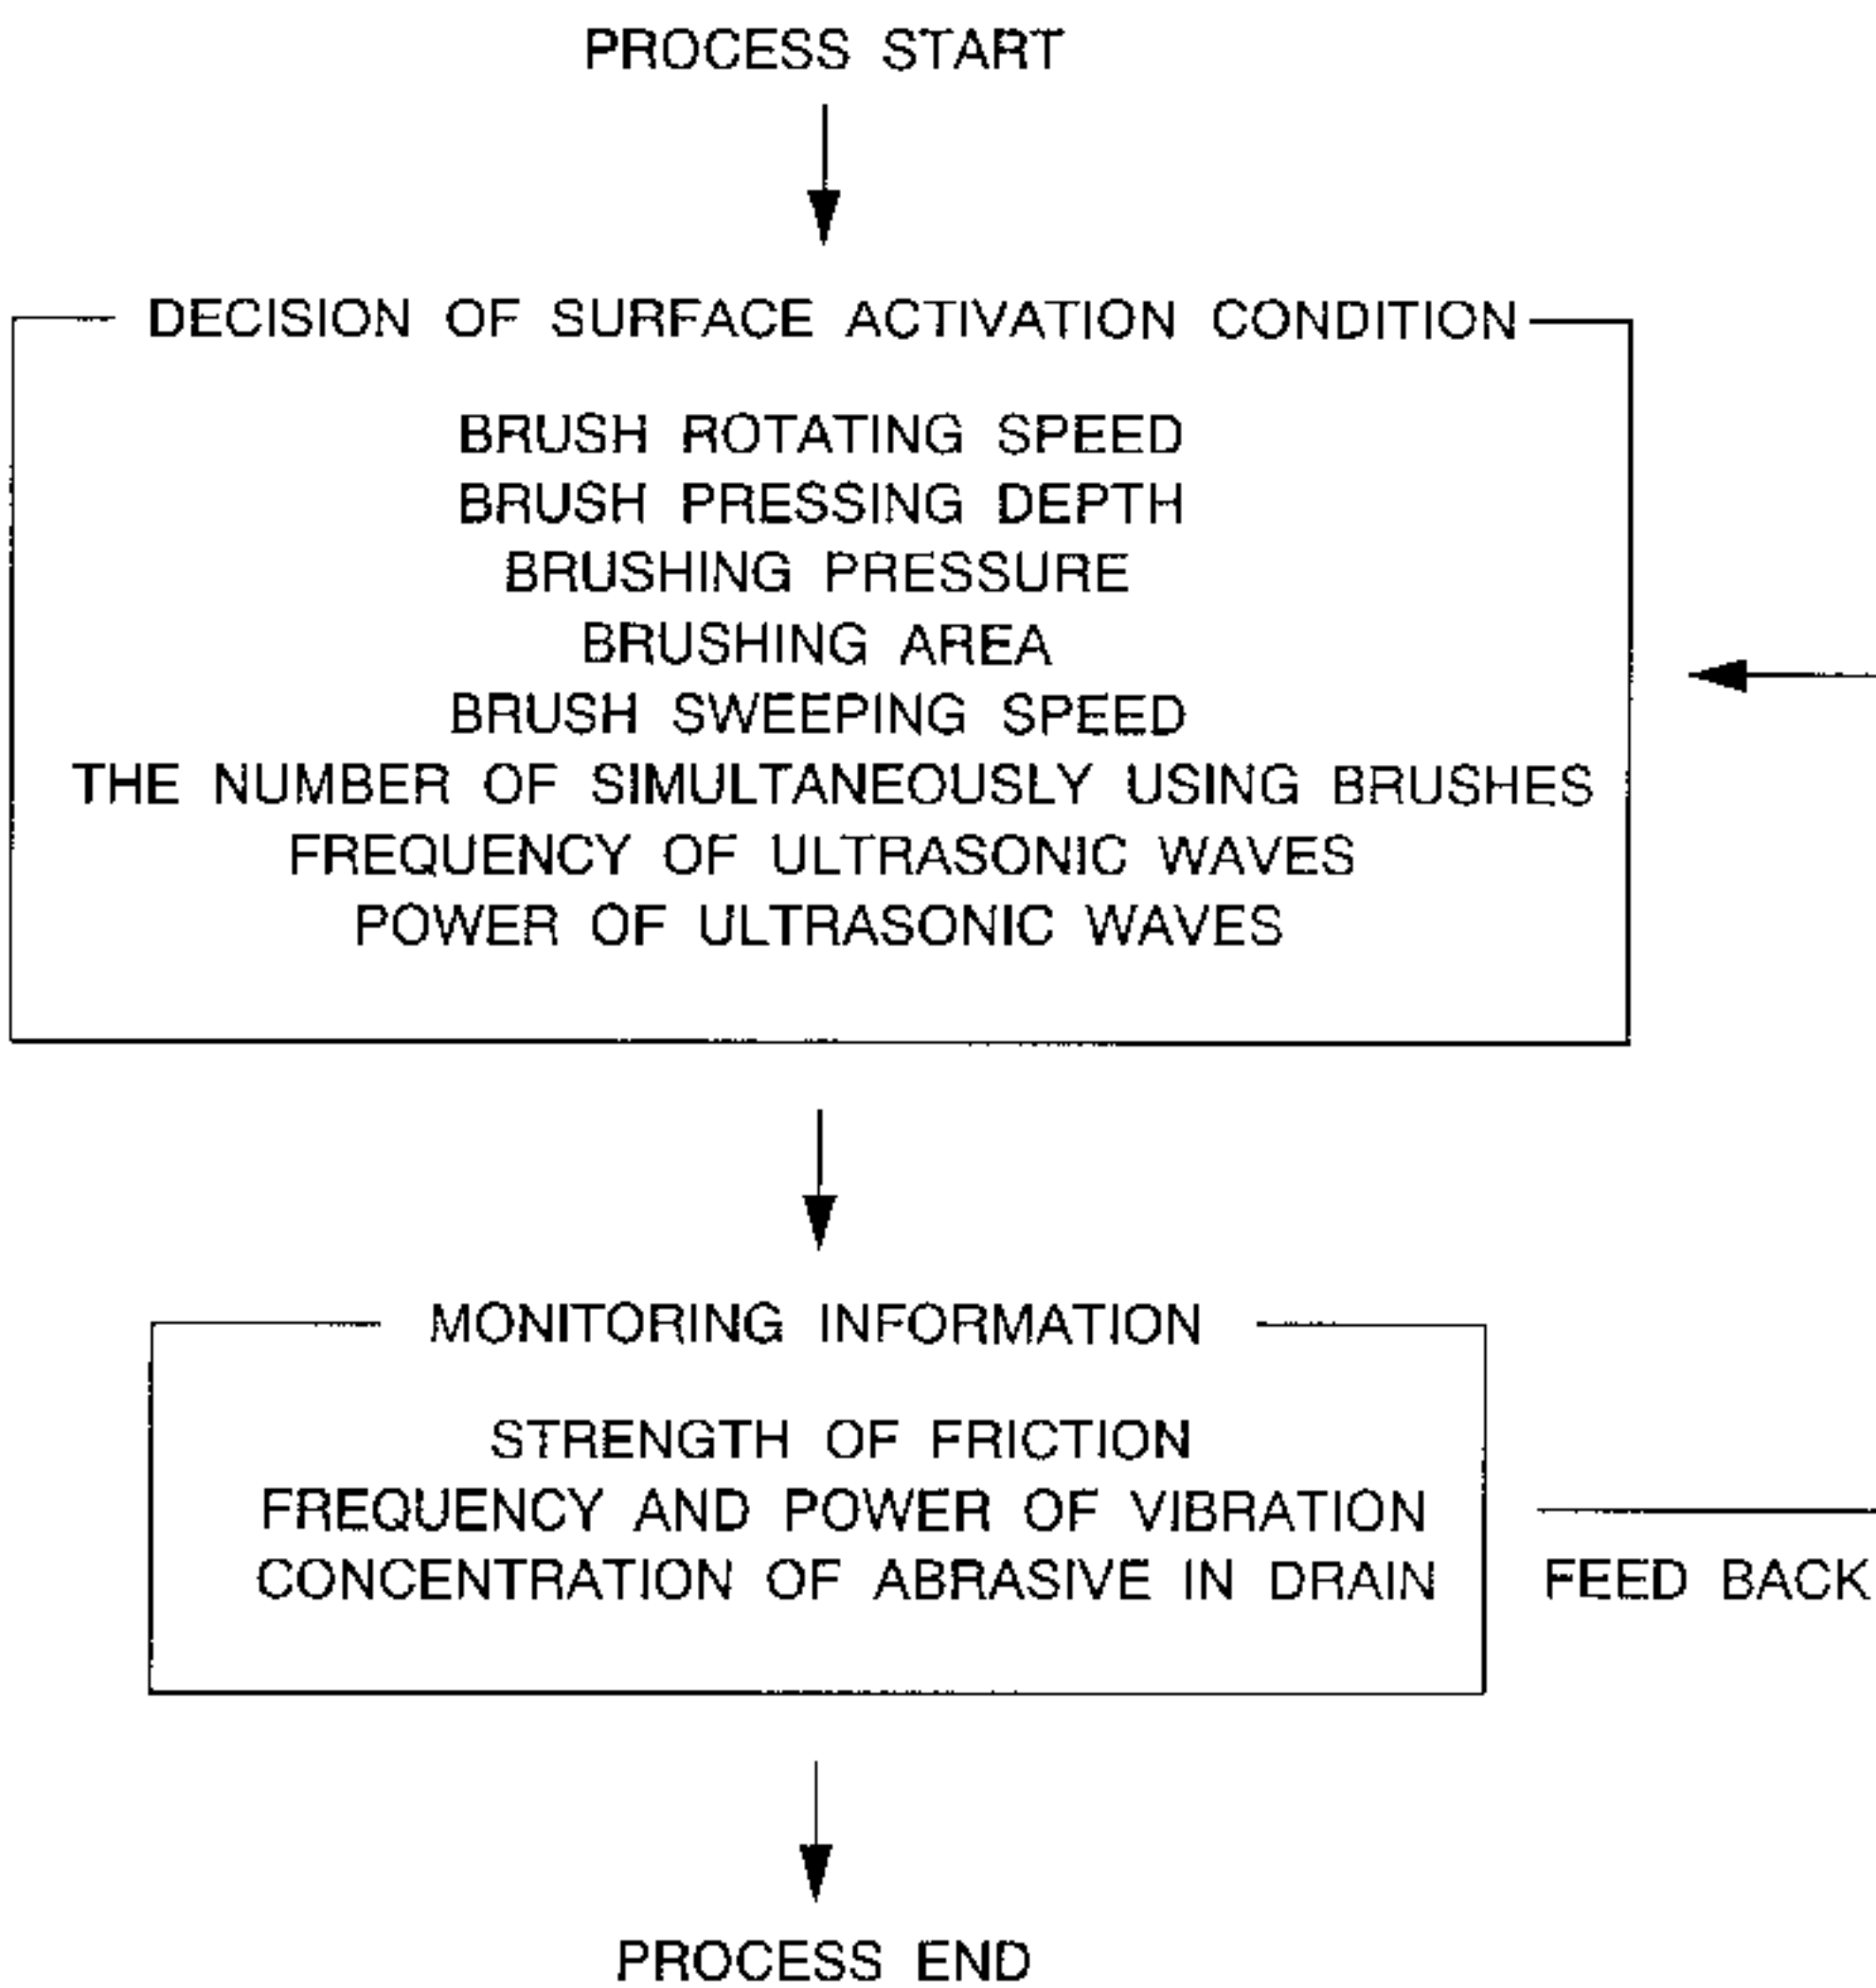 PROCESS START
DECISION OF SURFACE ACTIVATION CONDITION
BRUSH ROTATING SPEED
BRUSH PRESSING DEPTH
BRUSHING PRESSURE
BRUSHING AREA
BRUSH SWEEPING SPEED
THE NUMBER OF SIMULTANEOUSLY USING BRUSHES
FREQUENCY OF ULTRASONIC WAVES
POWER OF ULTRASONIC WAVES
MONITORING INFORMATION
STRENGTH OF FRICTION
FREQUENCY AND POWER OF VIBRATION
CONCENTRATION OF ABRASIVE IN DRAIN
FEED BACK
PROCESS END